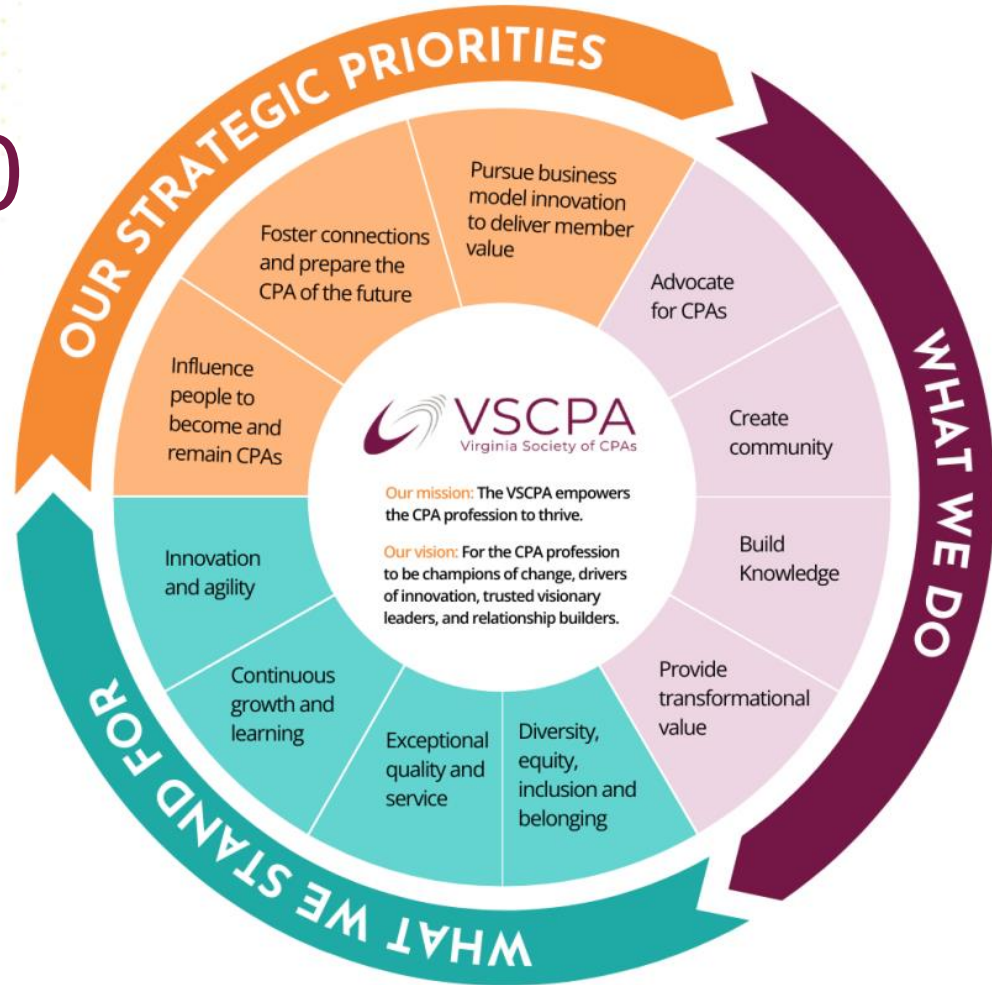 0
OUR STRATEGIC PRIORITIES
Pursue business
model innovation
to deliver member
value
Foster connections
and prepare the
CPA of the future
Influence
people to
become and
remain CPAs
WHAT WE DO
Advocate
for CPAs
Create
community
Build
Knowledge
Provide
transformational
value
WHAT WE STAND FOR
Innovation
and agility
Continuous
growth and
learning
Exceptional
quality and
service
Diversity,
equity,
inclusion and
belonging
VSCPA
Virginia Society of CPAs
Our mission: The VSCPA empowers
the CPA profession to thrive.
Our vision: For the CPA profession
to be champions of change, drivers
of innovation, trusted visionary
leaders, and relationship builders.